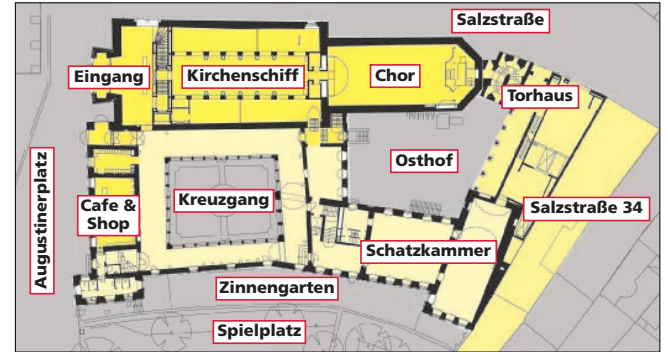 Salzstraße
Eingang
Kirchenschiff
Chor
Torhaus
Augustinerplatz
Osthof
Cafe &
Shop
Kreuzgang
Salzstraße 34
Schatzkammer
Zinnengarten
Spielplatz